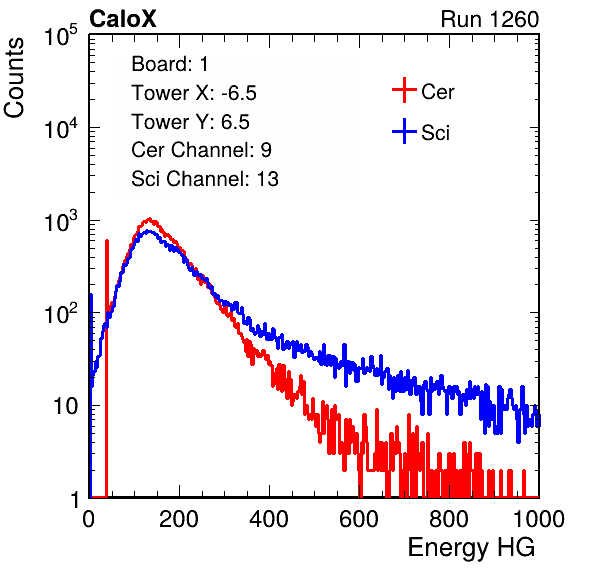 CaloX Run 1260
Counts
Board: 1
Tower X: -6.5
Tower Y: 6.5
Cer Channel: 9
Sci Channel: 13
Cer
Sci
10^5
10^4
10^3
10^2
10
1
0 200 400 600 800 1000
Energy HG